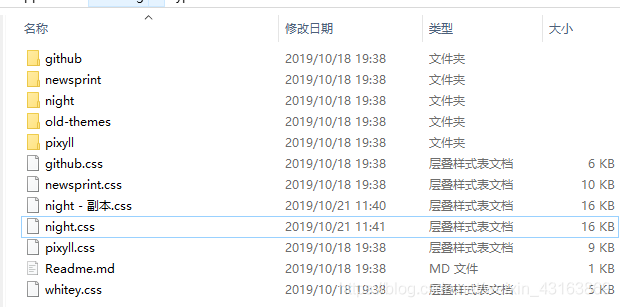 名称 修改日期 类型 大小
github 2019/10/18 19:38 文件夹
newsprint 2019/10/18 19:38 文件夹
night 2019/10/18 19:38 文件夹
old-themes 2019/10/18 19:38 文件夹
pixyll 2019/10/18 19:38 文件夹
github.css 2019/10/18 19:38 层叠样式表文档 6 KB
newsprint.css 2019/10/18 19:38 层叠样式表文档 10 KB
night - 副本.css 2019/10/21 11:40 层叠样式表文档 16 KB
night.css 2019/10/21 11:41 层叠样式表文档 16 KB
pixyll.css 2019/10/18 19:38 层叠样式表文档 9 KB
Readme.md 2019/10/18 19:38 MD 文件 1 KB
whitey.css 2019/10/18 19:38 层叠样式表文档 5 KB